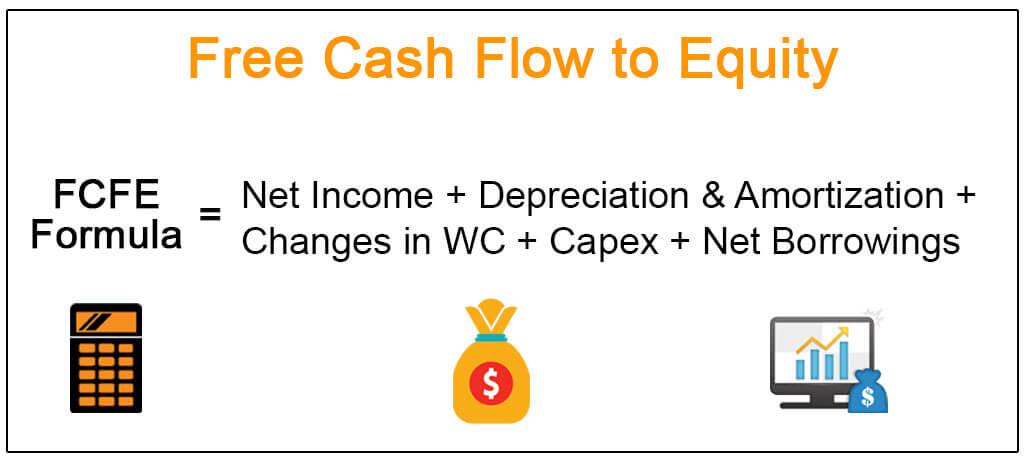 Free Cash Flow to Equity
FCFE
Formula
=
Net Income + Depreciation & Amortization +
Changes in WC + Capex + Net Borrowings
$
$